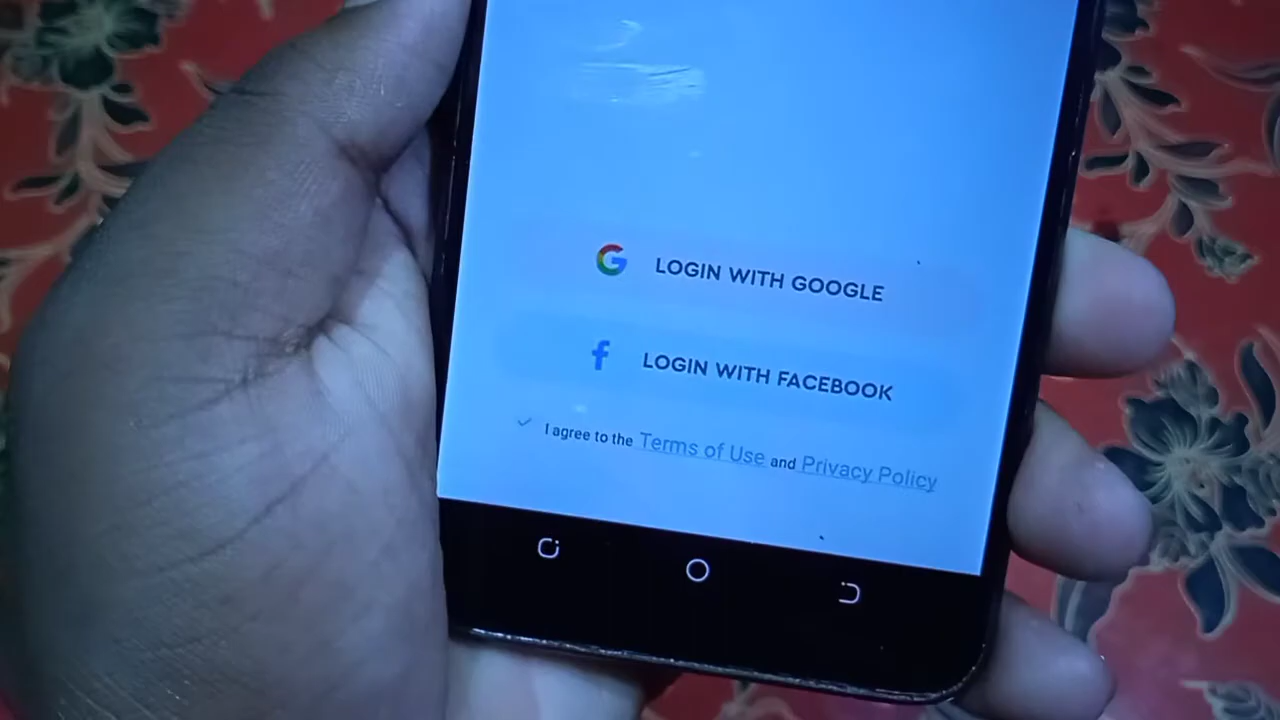 LOGIN WITH GOOGLE
LOGIN WITH FACEBOOK
I agree to the Terms of Use and Privacy Policy